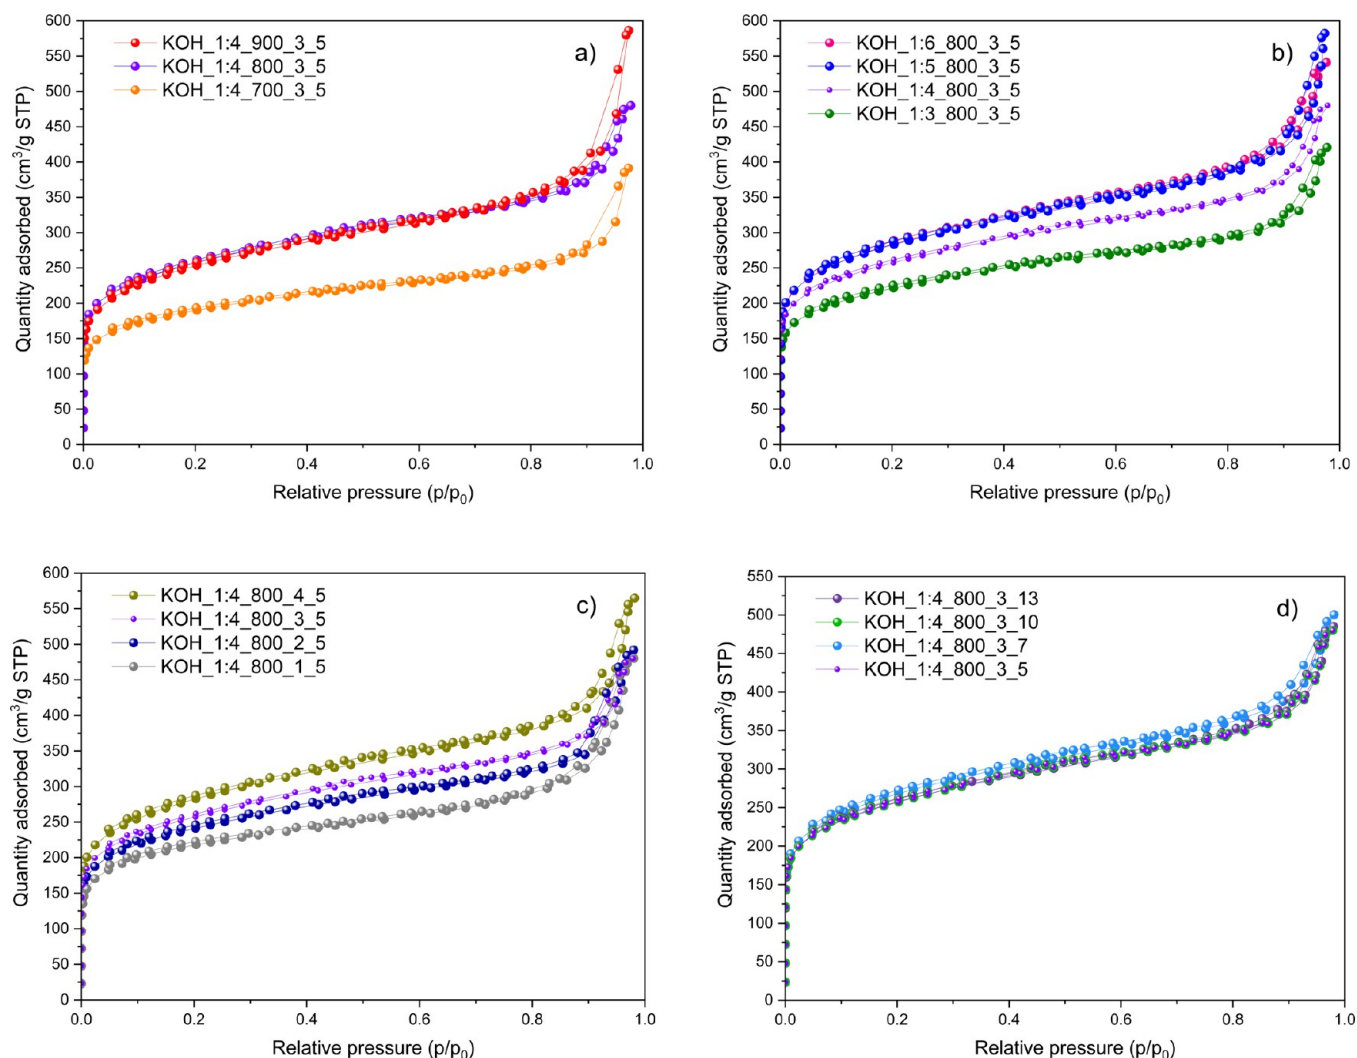 600
550
500
450
400
350
300
250
200
150
100
50
0
Quantity adsorbed (cm³/g STP)
KOH_1:4_900_3_5
KOH_1:4_800_3_5
KOH_1:4_700_3_5
a)
0.0 0.2 0.4 0.6 0.8 1.0
Relative pressure (p/p₀)
600
550
500
450
400
350
300
250
200
150
100
50
0
Quantity adsorbed (cm³/g STP)
KOH_1:6_800_3_5
KOH_1:5_800_3_5
KOH_1:4_800_3_5
KOH_1:3_800_3_5
b)
0.0 0.2 0.4 0.6 0.8 1.0
Relative pressure (p/p₀)
600
550
500
450
400
350
300
250
200
150
100
50
0
Quantity adsorbed (cm³/g STP)
KOH_1:4_800_4_5
KOH_1:4_800_3_5
KOH_1:4_800_2_5
KOH_1:4_800_1_5
c)
0.0 0.2 0.4 0.6 0.8 1.0
Relative pressure (p/p₀)
550
500
450
400
350
300
250
200
150
100
50
0
Quantity adsorbed (cm³/g STP)
KOH_1:4_800_3_13
KOH_1:4_800_3_10
KOH_1:4_800_3_7
KOH_1:4_800_3_5
d)
0.0 0.2 0.4 0.6 0.8 1.0
Relative pressure (p/p₀)